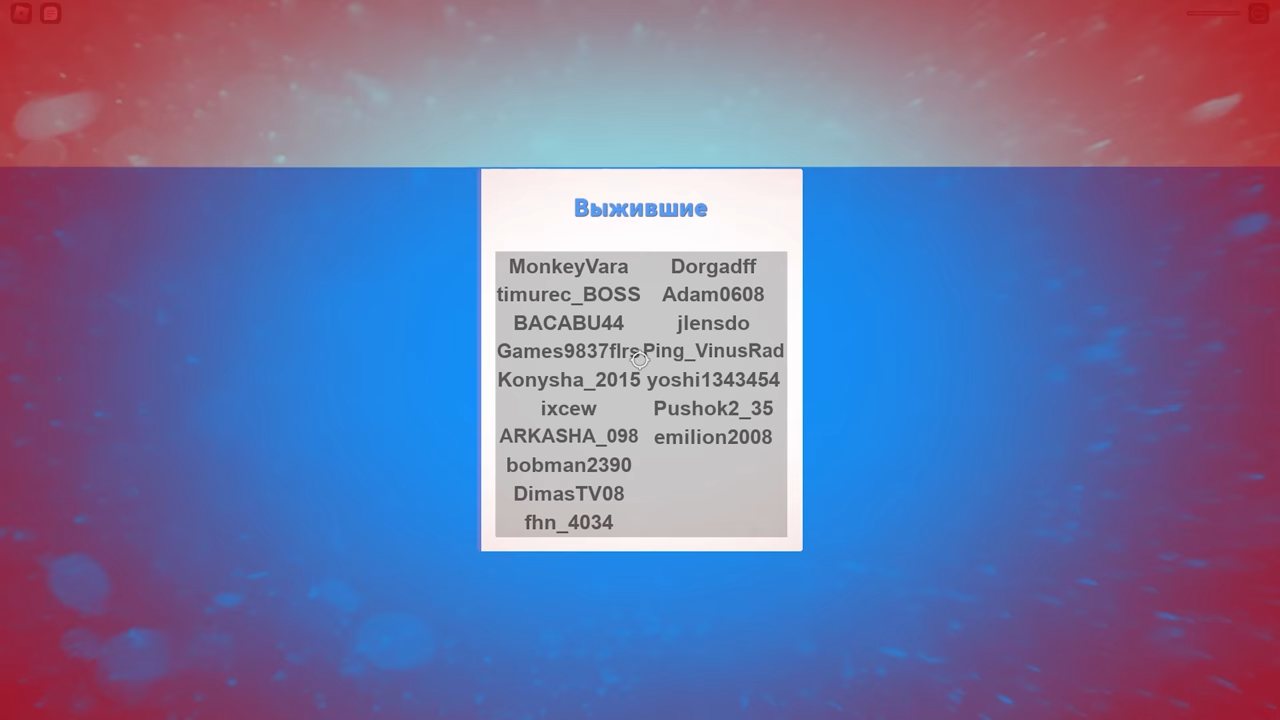 Выжившие
MonkeyVara Dorgadff
timurec_BOSS Adam0608
BACABU44 jlensdo
Games9837flrs Ping_VinusRad
Konysha_2015 yoshi1343454
ixcew Pushok2_35
ARKASHA_098 emilion2008
bobman2390
DimasTV08
fhn_4034